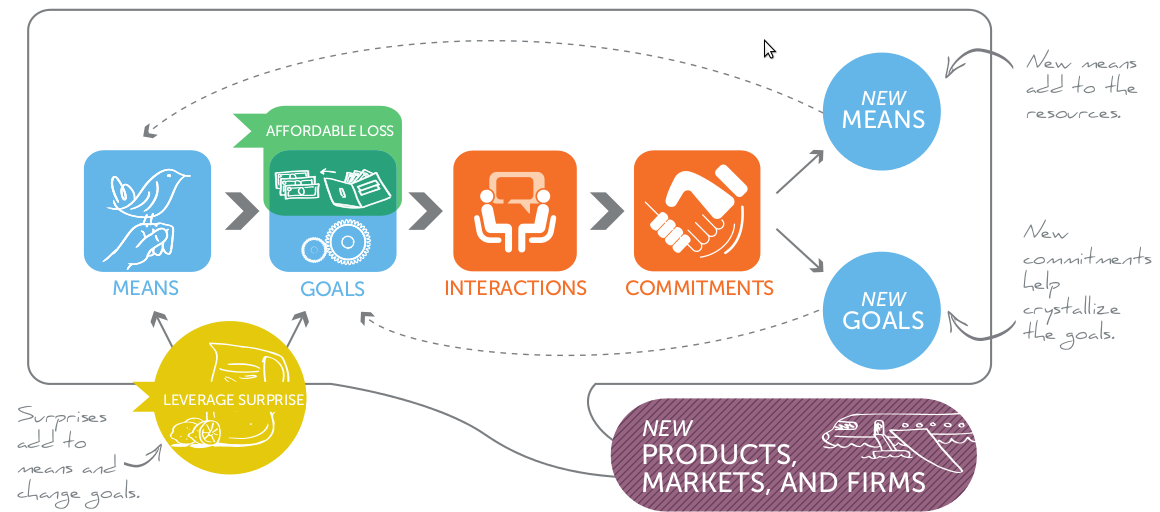 AFFORDABLE LOSS
MEANS
GOALS
INTERACTIONS
COMMITMENTS
NEW
MEANS
New means
add to the
resources.
NEW
GOALS
New
commitments
help
crystallize
the goals.
LEVERAGE SURPRISE
Surprises
add to
means and
change goals.
NEW
PRODUCTS,
MARKETS, AND FIRMS